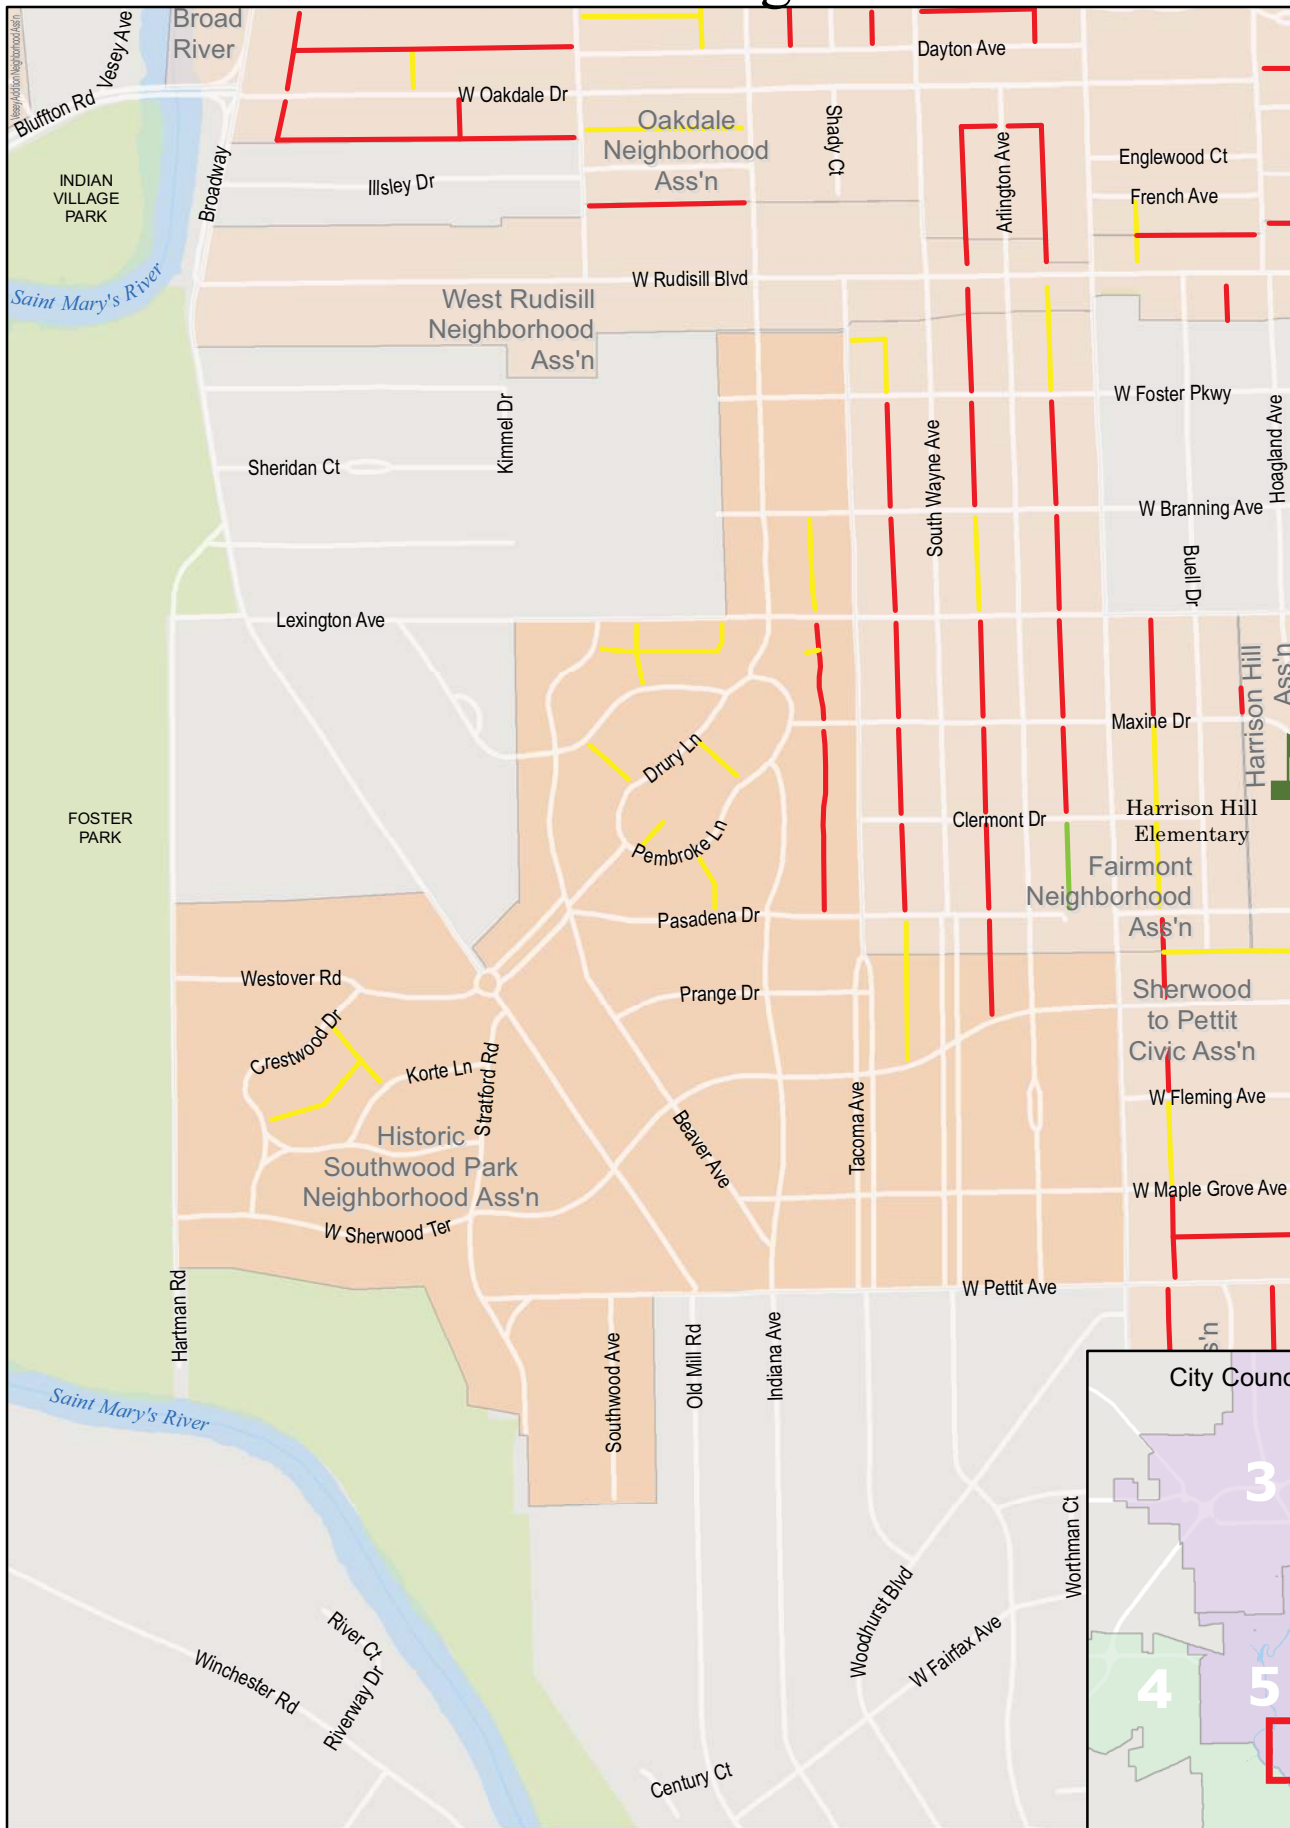 g
Broad
River
Vesey Ave
Vesey Addition Neighborhood Ass'n
Bluffton Rd
Dayton Ave
W Oakdale Dr
Oakdale
Neighborhood
Ass'n
Shady Ct
Arlington Ave
Englewood Ct
French Ave
INDIAN
VILLAGE
PARK
Broadway
Illsley Dr
Saint Mary's River
W Rudisill Blvd
West Rudisill
Neighborhood
Ass'n
Kimmel Dr
Sheridan Ct
South Wayne Ave
W Foster Pkwy
Hoagland Ave
W Branning Ave
Buell Dr
Lexington Ave
Harrison Hill
Ass'n
Maxine Dr
Drury Ln
FOSTER
PARK
Pembroke Ln
Clermont Dr
Harrison Hill
Elementary
Fairmont
Neighborhood
Ass'n
Pasadena Dr
Westover Rd
Prange Dr
Sherwood
to Pettit
Civic Ass'n
Crestwood Dr
Korte Ln
Stratford Rd
Beaver Ave
Tacoma Ave
W Fleming Ave
Historic
Southwood Park
Neighborhood Ass'n
W Maple Grove Ave
W Sherwood Ter
Hartman Rd
W Pettit Ave
Southwood Ave
Old Mill Rd
Indiana Ave
s'n
Saint Mary's River
City Counc
3
4
5
Worthman Ct
Woodhurst Blvd
W Fairfax Ave
River Ct
Winchester Rd
Riverway Dr
Century Ct